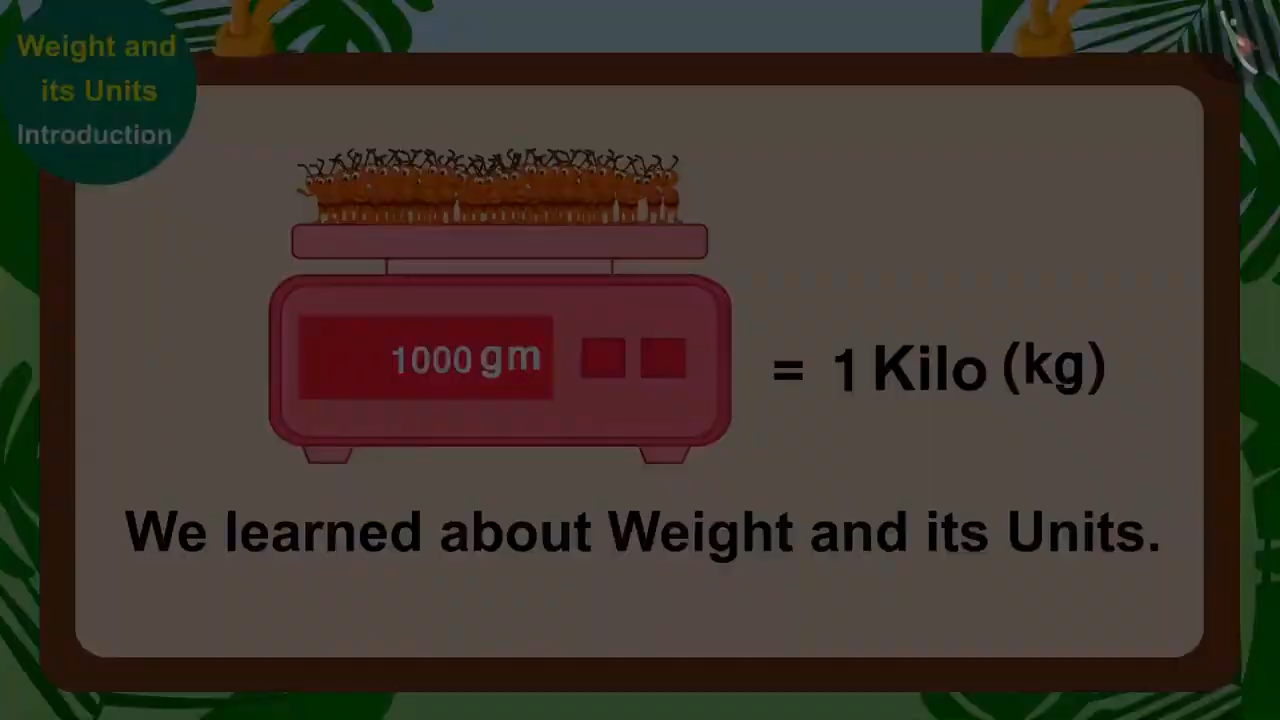 Weight and
its Units
Introduction
1000 gm
= 1 Kilo (kg)
We learned about Weight and its Units.